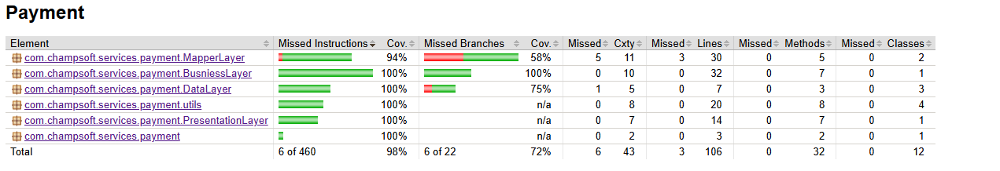 Payment
Element Missed Instructions Cov. Missed Branches Cov. Missed Cxty Missed Lines Missed Methods Missed Classes
com.champsoft.services.payment.MapperLayer 94% 58% 5 11 3 30 0 5 0 2
com.champsoft.services.payment.BusniessLayer 100% 100% 0 10 0 32 0 7 0 1
com.champsoft.services.payment.DataLayer 100% 75% 1 5 0 7 0 3 0 3
com.champsoft.services.payment.utils 100% n/a 0 8 0 20 0 8 0 4
com.champsoft.services.payment.PresentationLayer 100% n/a 0 7 0 14 0 7 0 1
com.champsoft.services.payment 100% n/a 0 2 0 3 0 2 0 1
Total 6 of 460 98% 6 of 22 72% 6 43 3 106 0 32 0 12